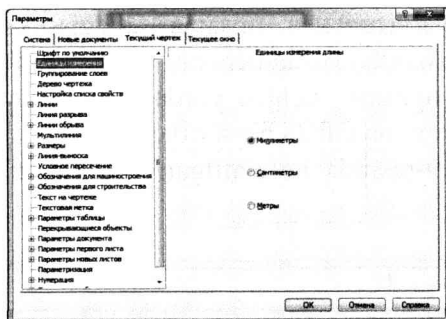 Параметры
Система Новые документы Текущий чертеж Текущее окно
Шрифт по умолчанию
Единицы измерения
Группирование слоев
Дерево чертежа
Настройка списка свойств
Линии
Линия разрыва
Линии обрыва
Мультилиния
Размеры
Линия-выноска
Условное пересечение
Обозначения для машиностроения
Обозначения для строительства
Текст на чертеже
Текстовая метка
Параметры таблицы
Перекрывающиеся объекты
Параметры документа
Параметры первого листа
Параметры новых листов
Параметризация
Нумерация
Единицы измерения длины
Миллиметры
Сантиметры
Метры
OK Отмена Справка